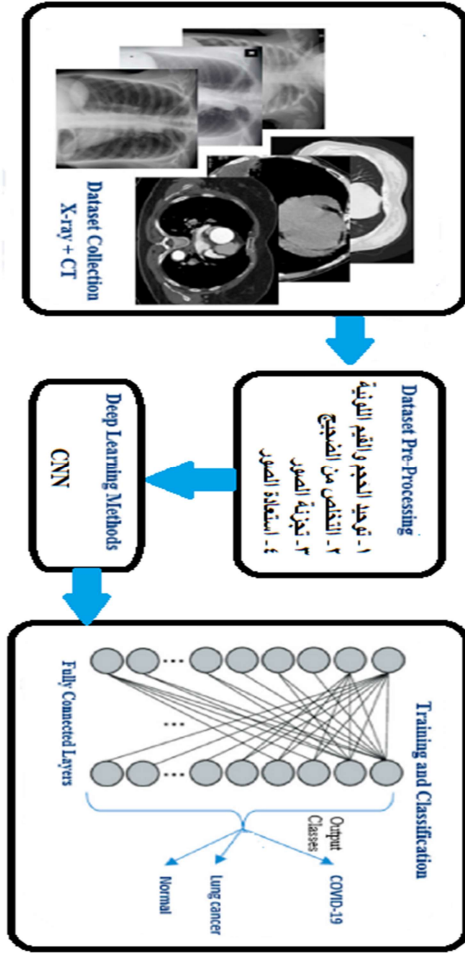 Dataset Collection
X-ray + CT
Dataset Pre-Processing
١- توحيد الحجم والقيم اللونية
٢- التخلص من الضجيج
٣- تجزئة الصور
٤- استعادة الصور
Deep Learning Methods
CNN
Training and Classification
Output
Classes
COVID-19
Lung cancer
Normal
Fully Connected Layers